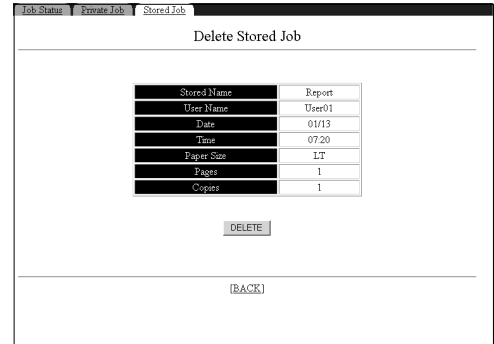 Job Status Private Job Stored Job
Delete Stored Job
Stored Name Report
User Name User01
Date 01/13
Time 07:20
Paper Size LT
Pages 1
Copies 1
DELETE
[BACK]